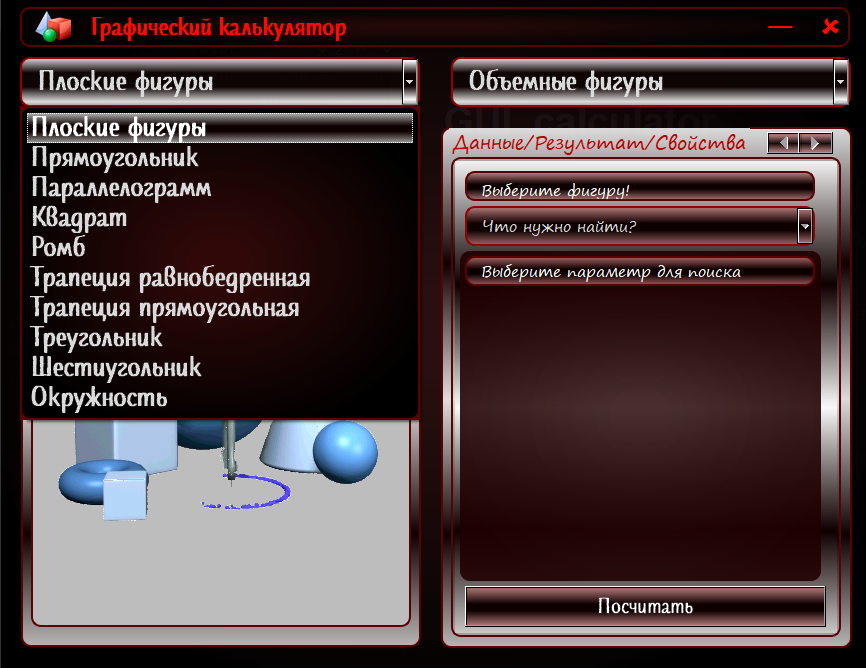 Графический калькулятор
Плоские фигуры
Объемные фигуры
GUI calculator
Плоские фигуры
Прямоугольник
Параллелограмм
Квадрат
Ромб
Трапеция равнобедренная
Трапеция прямоугольная
Треугольник
Шестиугольник
Окружность
Данные/Результат/Свойства
Выберите фигуру!
Что нужно найти?
Выберите параметр для поиска
Посчитать